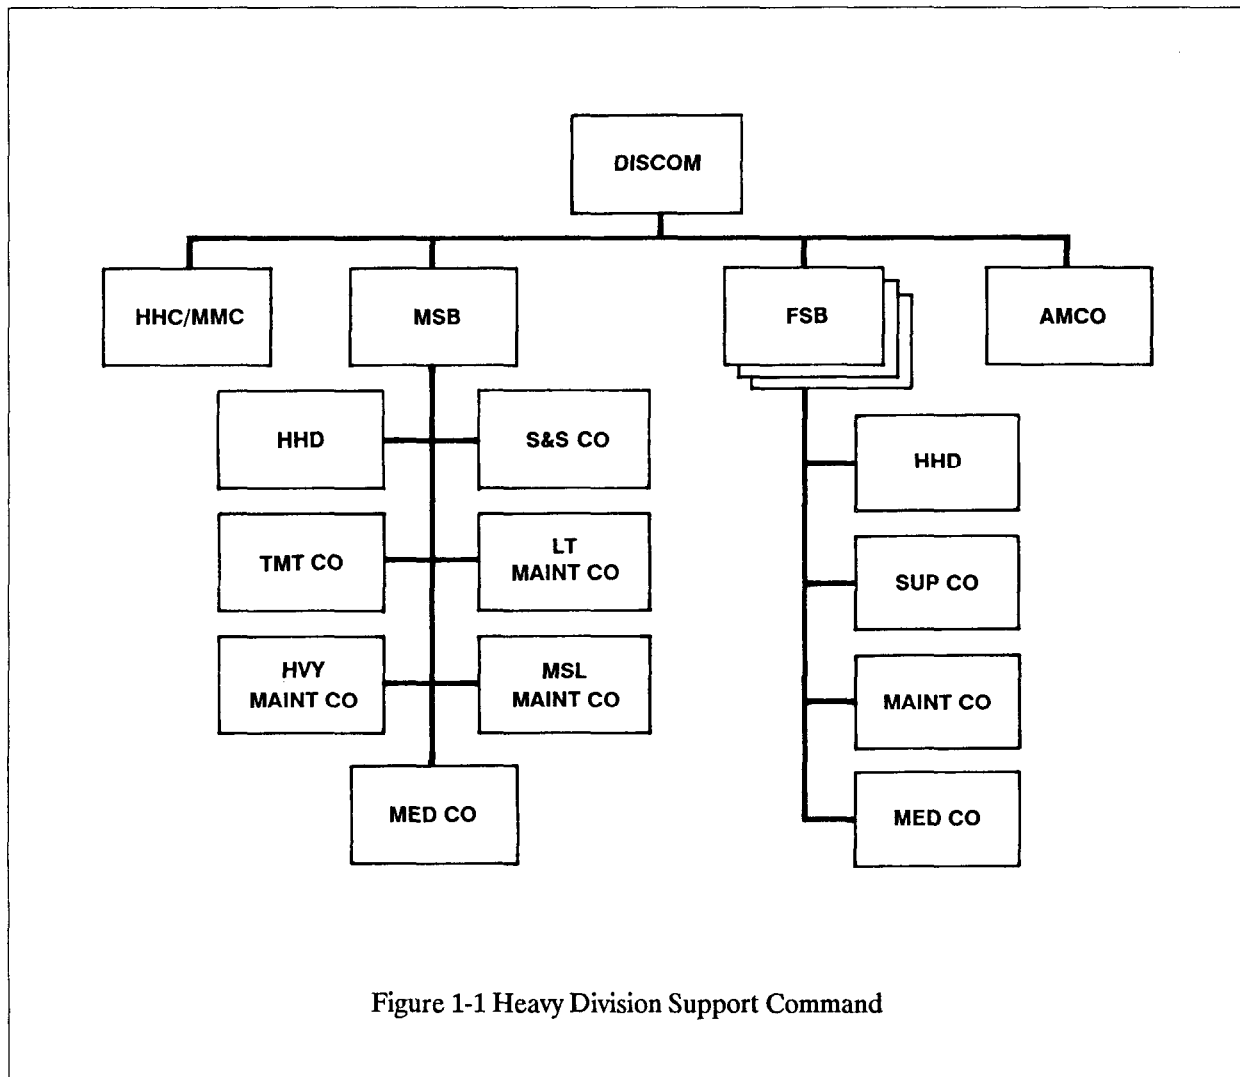 DISCOM
HHC/MMC
MSB
FSB
AMCO
HHD
S&S CO
TMT CO
LT
MAINT CO
HVY
MAINT CO
MSL
MAINT CO
MED CO
HHD
SUP CO
MAINT CO
MED CO
Figure 1-1 Heavy Division Support Command